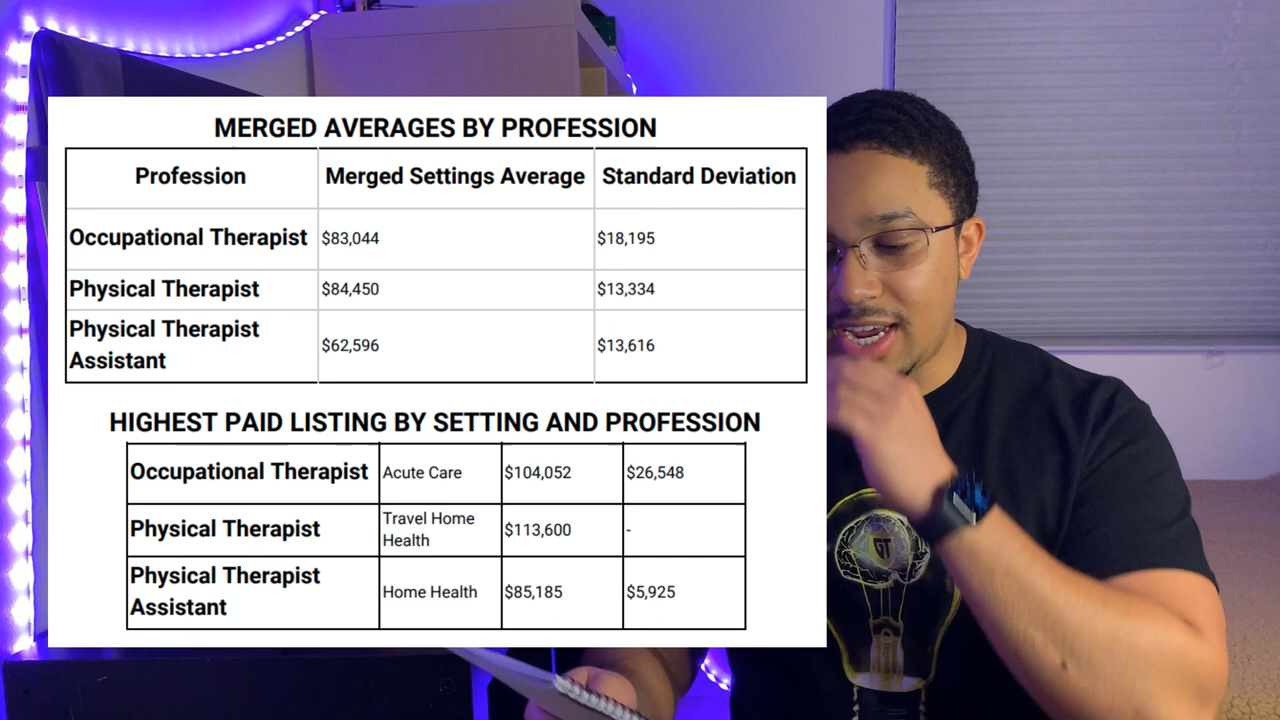 MERGED AVERAGES BY PROFESSION
Profession Merged Settings Average Standard Deviation
Occupational Therapist $83,044 $18,195
Physical Therapist $84,450 $13,334
Physical Therapist
Assistant $62,596 $13,616
HIGHEST PAID LISTING BY SETTING AND PROFESSION
Occupational Therapist Acute Care $104,052 $26,548
Physical Therapist Travel Home
Health $113,600 -
Physical Therapist
Assistant Home Health $85,185 $5,925
GT